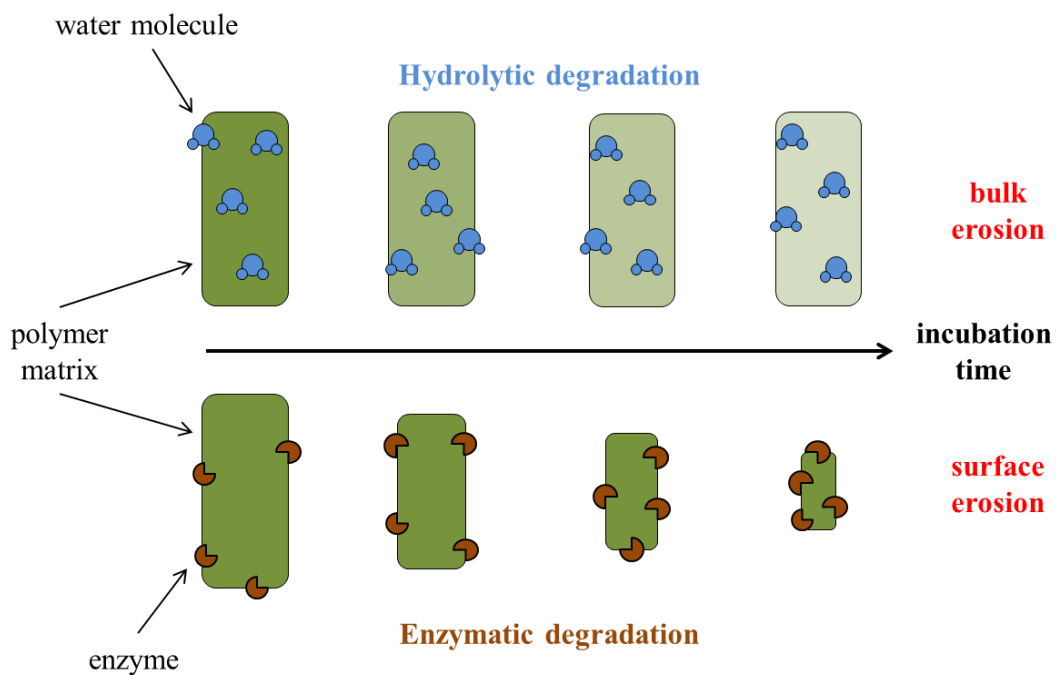 water molecule
Hydrolytic degradation
bulk
erosion
polymer
matrix
incubation
time
surface
erosion
Enzymatic degradation
enzyme